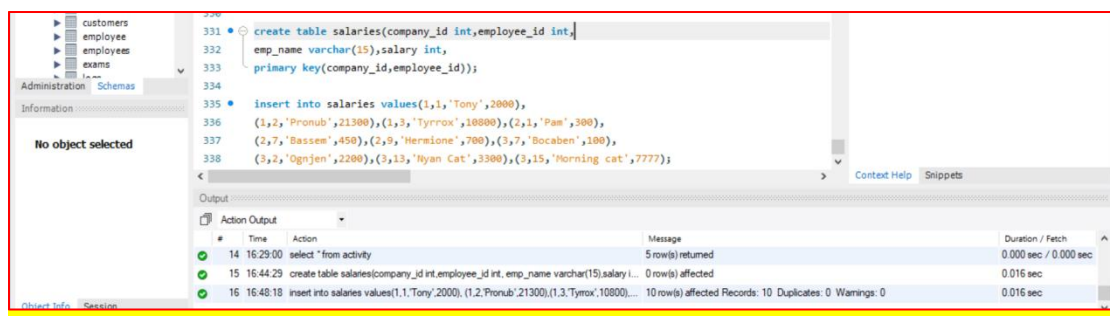 customers
employee
employees
exams
Administration Schemas
Information
No object selected
Object Info Session
331 create table salaries(company_id int,employee_id int,
332 emp_name varchar(15),salary int,
333 primary key(company_id,employee_id));
334
335 insert into salaries values(1,1,'Tony',2000),
336 (1,2,'Pronub',21300),(1,3,'Tyrrox',10800),(2,1,'Pam',300),
337 (2,7,'Bassem',450),(2,9,'Hermione',700),(3,7,'Bocaben',100),
338 (3,2,'Ognjen',2200),(3,13,'Nyan Cat',3300),(3,15,'Morning cat',7777);
Context Help Snippets
Output
Action Output
# Time Action Message Duration / Fetch
14 16:29:00 select * from activity 5 row(s) returned 0.000 sec / 0.000 sec
15 16:44:29 create table salaries(company_id int,employee_id int, emp_name varchar(15),salary i... 0 row(s) affected 0.016 sec
16 16:48:18 insert into salaries values(1,1,'Tony',2000), (1,2,'Pronub',21300),(1,3,'Tyrrox',10800),... 10 row(s) affected Records: 10 Duplicates: 0 Warnings: 0 0.016 sec